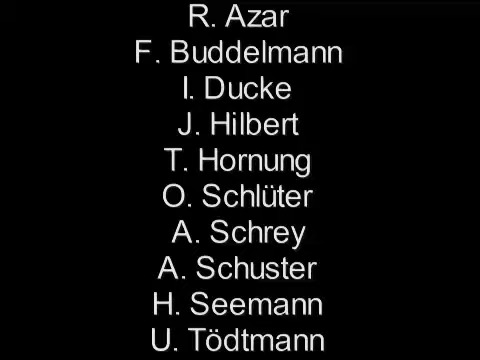 R. Azar
F. Buddelmann
I. Ducke
J. Hilbert
T. Hornung
O. Schlüter
A. Schrey
A. Schuster
H. Seemann
U. Tödtmann